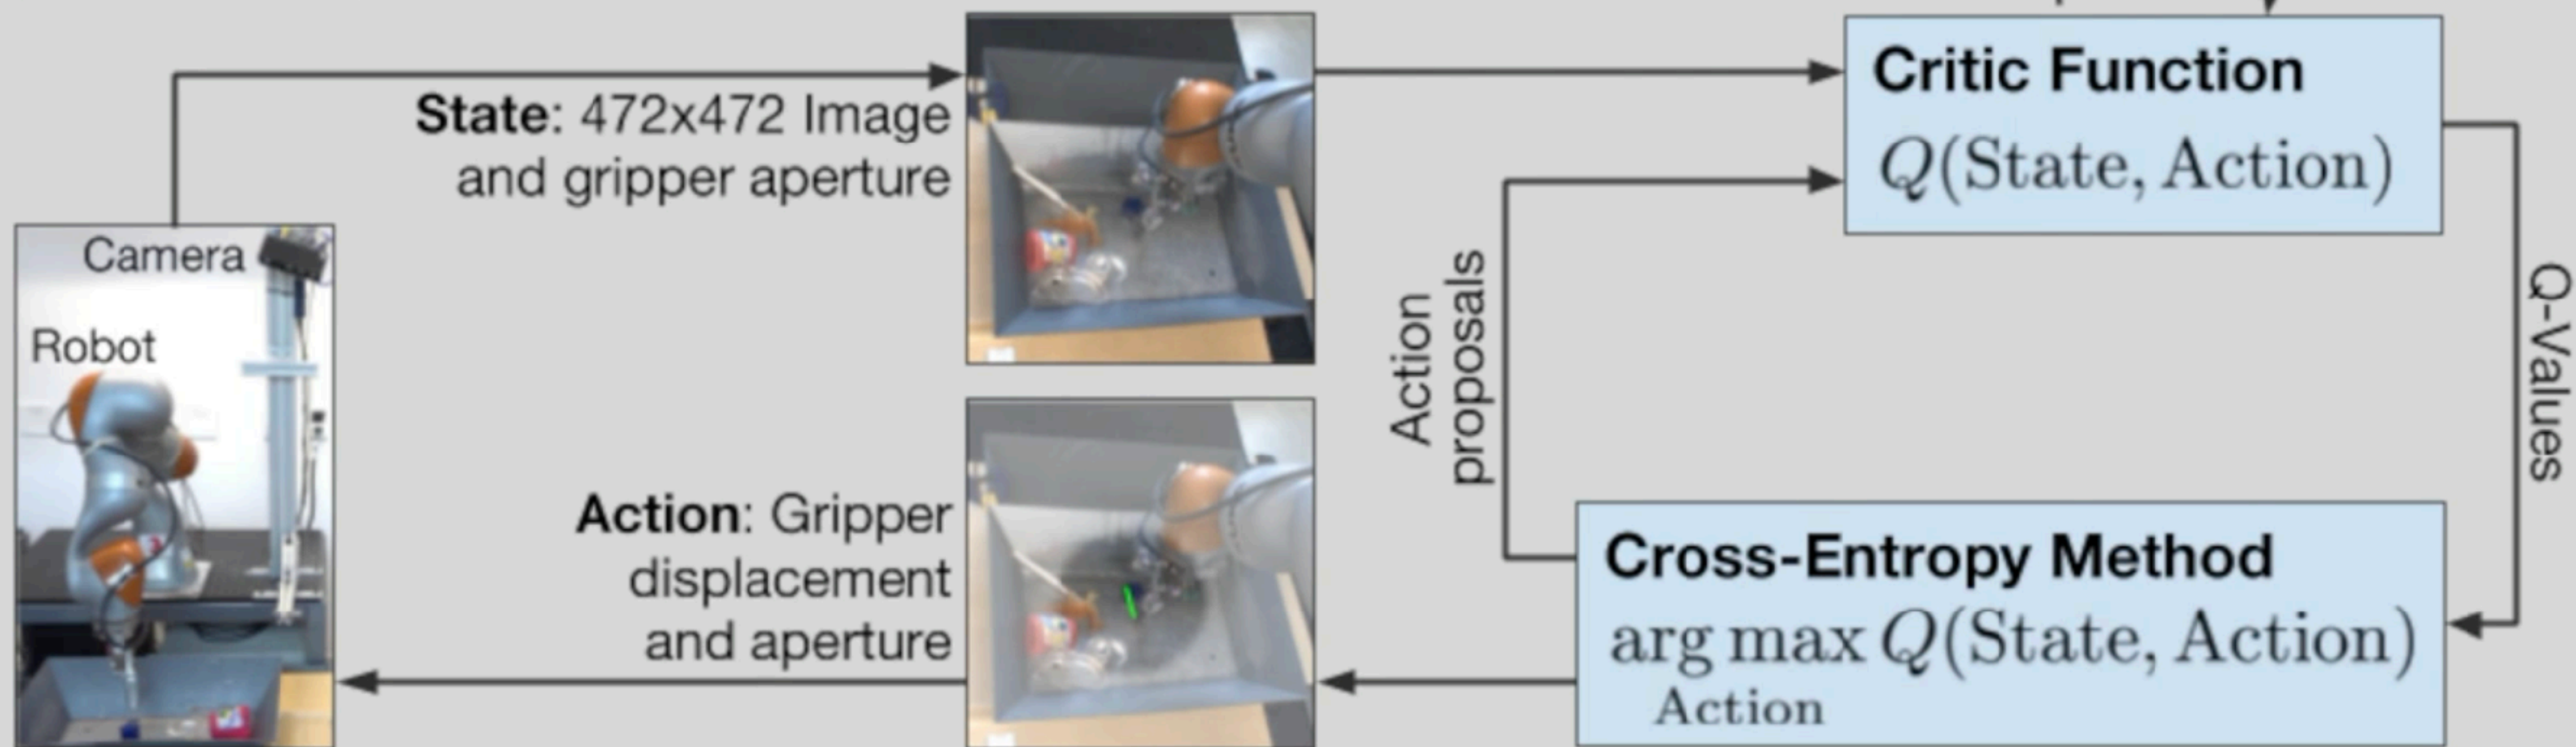 Critic Function
Q(State, Action)
State: 472x472 Image
and gripper aperture
Camera
Robot
Action
proposals
Q-Values
Action: Gripper
displacement
and aperture
Cross-Entropy Method
arg max Q(State, Action)
Action